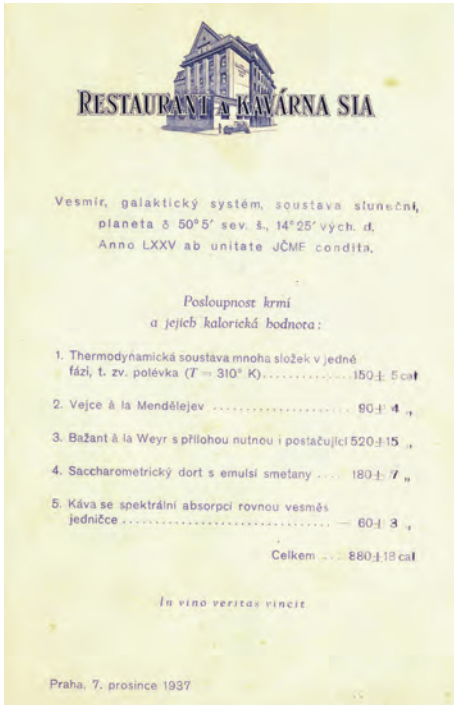 RESTAURANT A KAVÁRNA SIA
Vesmír, galaktický systém, soustava sluneční,
planeta ♁ 50° 5′ sev. š., 14° 25′ vých. d.
Anno LXXV ab unitate JČMF condita.
Posloupnost krmí
a jejich kalorická hodnota:
1. Thermodynamická soustava mnoha složek v jedné
fázi, t. zv. polévka (T = 310° K).............150 ± 5 cal
2. Vejce à la Mendělejev .................. 90 ± 4 „
3. Bažant à la Weyr s přílohou nutnou i postačující 520 ± 15 „
4. Saccharometrický dort s emulsí smetany .... 180 ± 7 „
5. Káva se spektrální absorpcí rovnou vesměs
jedničce ................................ — 60 ± 3 „
Celkem .... 880 ± 18 cal
In vino veritas vincit
Praha, 7. prosince 1937